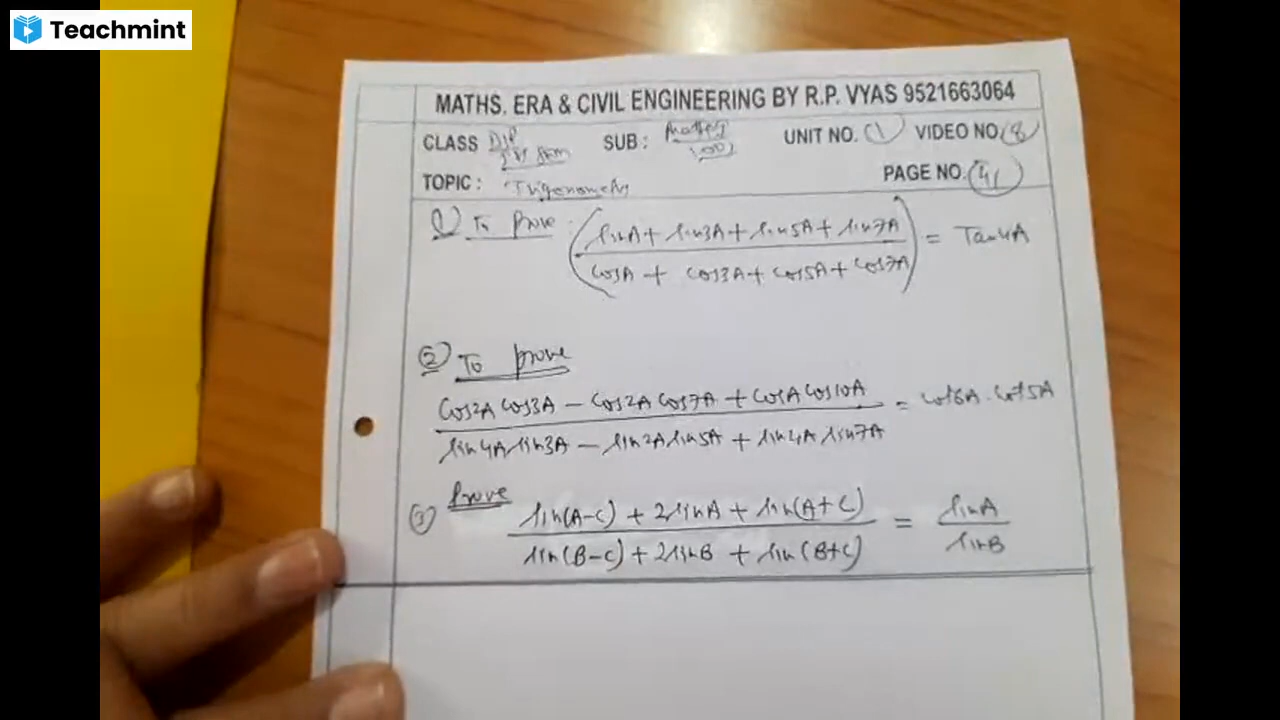 Teachmint
MATHS. ERA & CIVIL ENGINEERING BY R.P. VYAS 9521663064
CLASS Dip SUB : UNIT NO. (1) VIDEO NO. (8)
TOPIC : Trigonometry PAGE NO. (41)
(1) To Prove (sinA + sin3A + sin5A + sin7A / cosA + cos3A + cos5A + cos7A) = Tan4A
(2) To prove
cos2A cos3A − cos2A cos7A + cosA cos10A
= cot6A . cot5A
sin4A sin3A − sin2A sin5A + sin4A sin7A
(3) Prove
sin(A−C) + 2sinA + sin(A+C) = sinA
sin(B−C) + 2sinB + sin(B+C) sinB